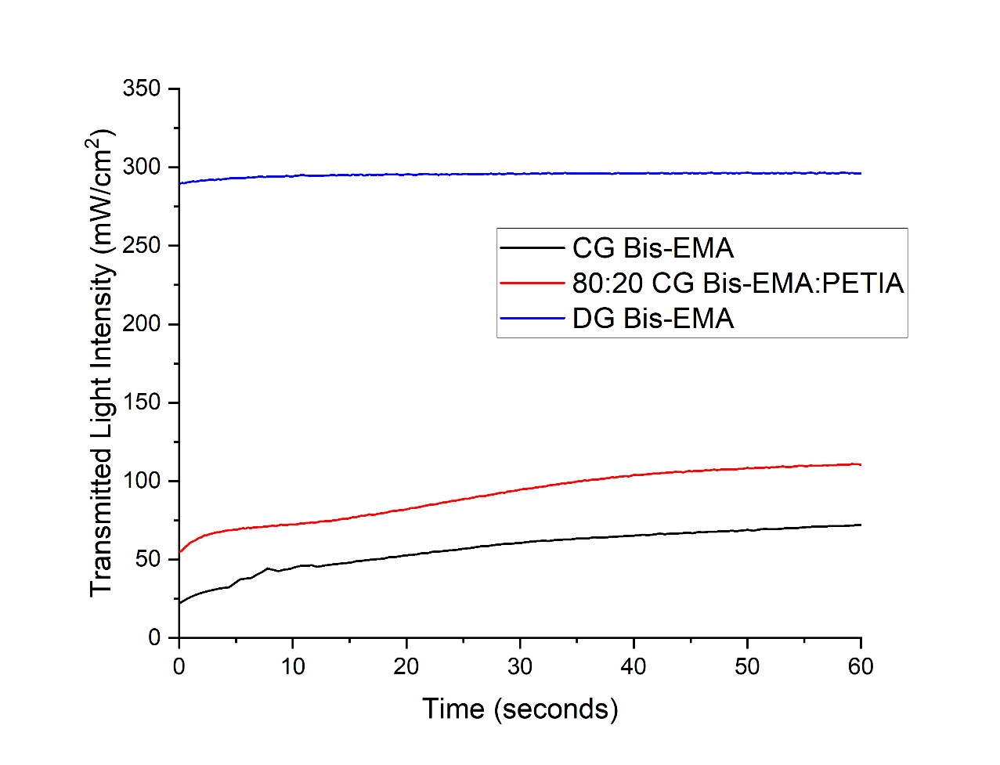 350
300
250
200
150
100
50
0
Transmitted Light Intensity (mW/cm²)
CG Bis-EMA
80:20 CG Bis-EMA:PETIA
DG Bis-EMA
0 10 20 30 40 50 60
Time (seconds)